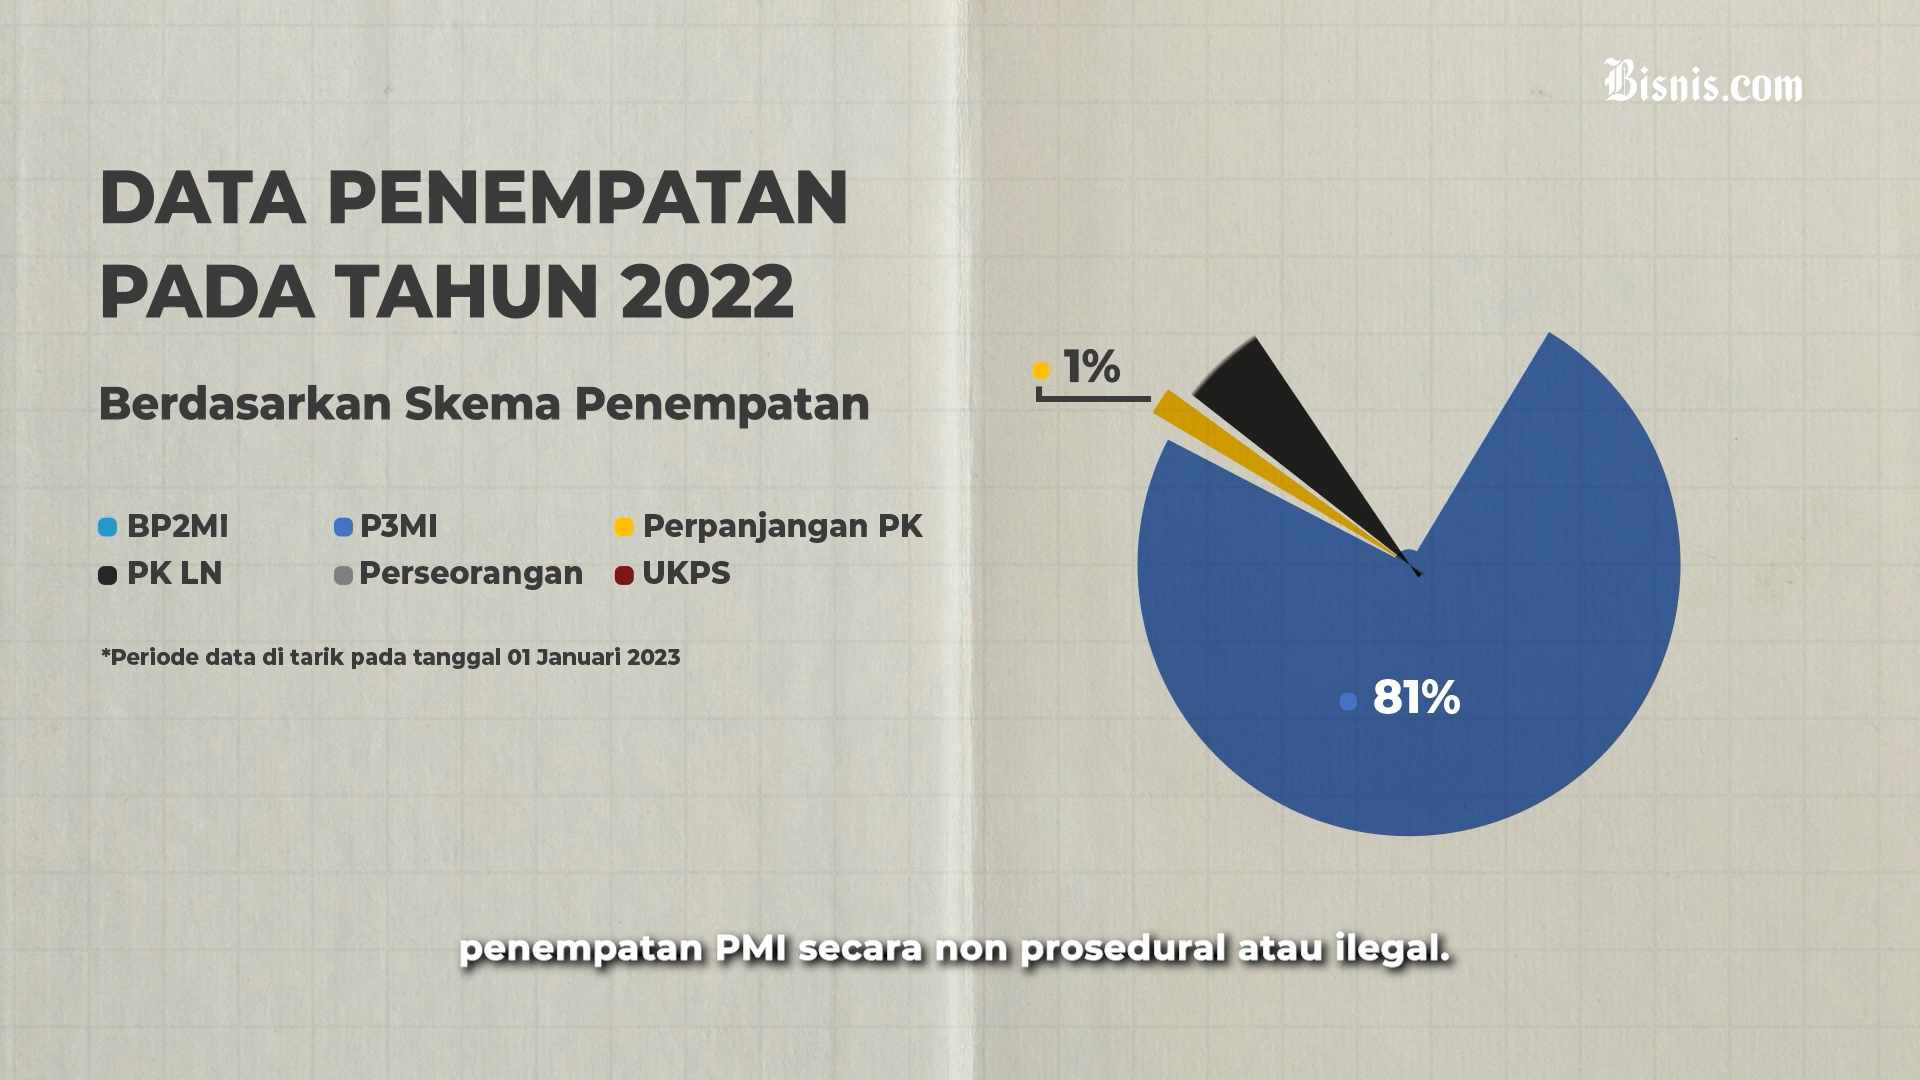 Bisnis.com
DATA PENEMPATAN
PADA TAHUN 2022
Berdasarkan Skema Penempatan
BP2MI
P3MI
Perpanjangan PK
PK LN
Perseorangan
UKPS
*Periode data di tarik pada tanggal 01 Januari 2023
1%
81%
penempatan PMI secara non prosedural atau ilegal.